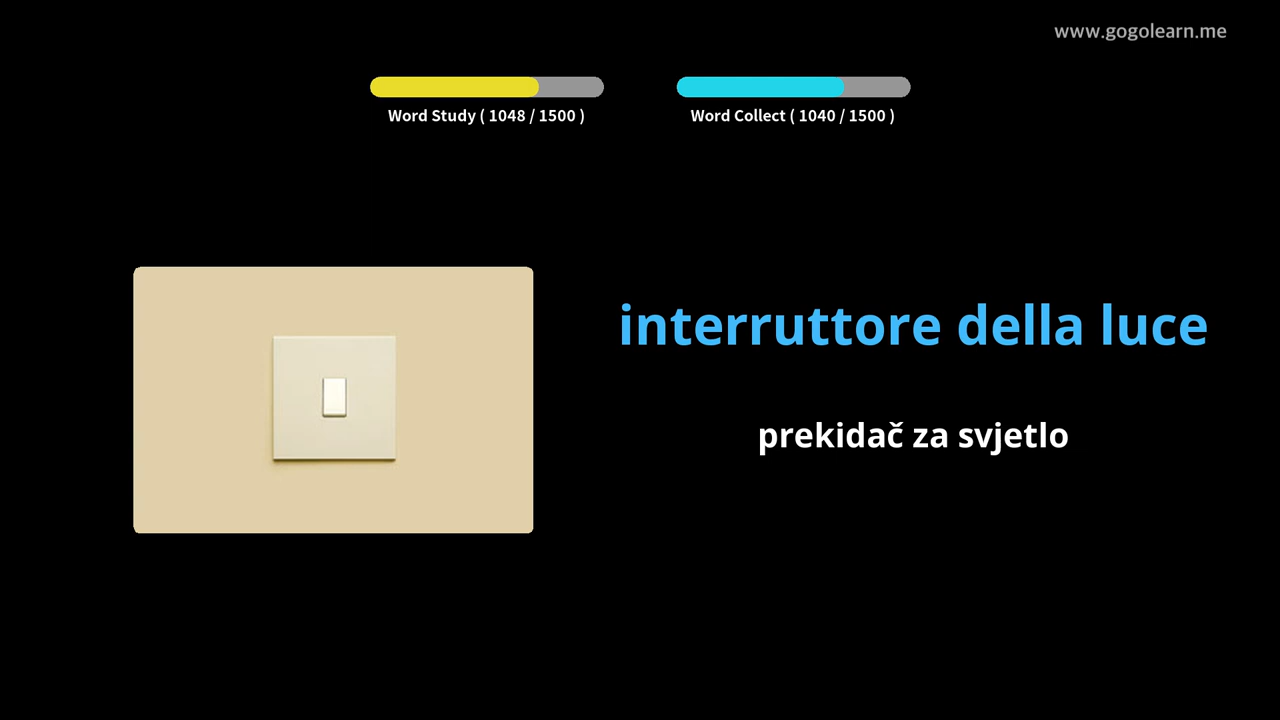 www.gogolearn.me
Word Study ( 1048 / 1500 )
Word Collect ( 1040 / 1500 )
interruttore della luce
prekidač za svjetlo